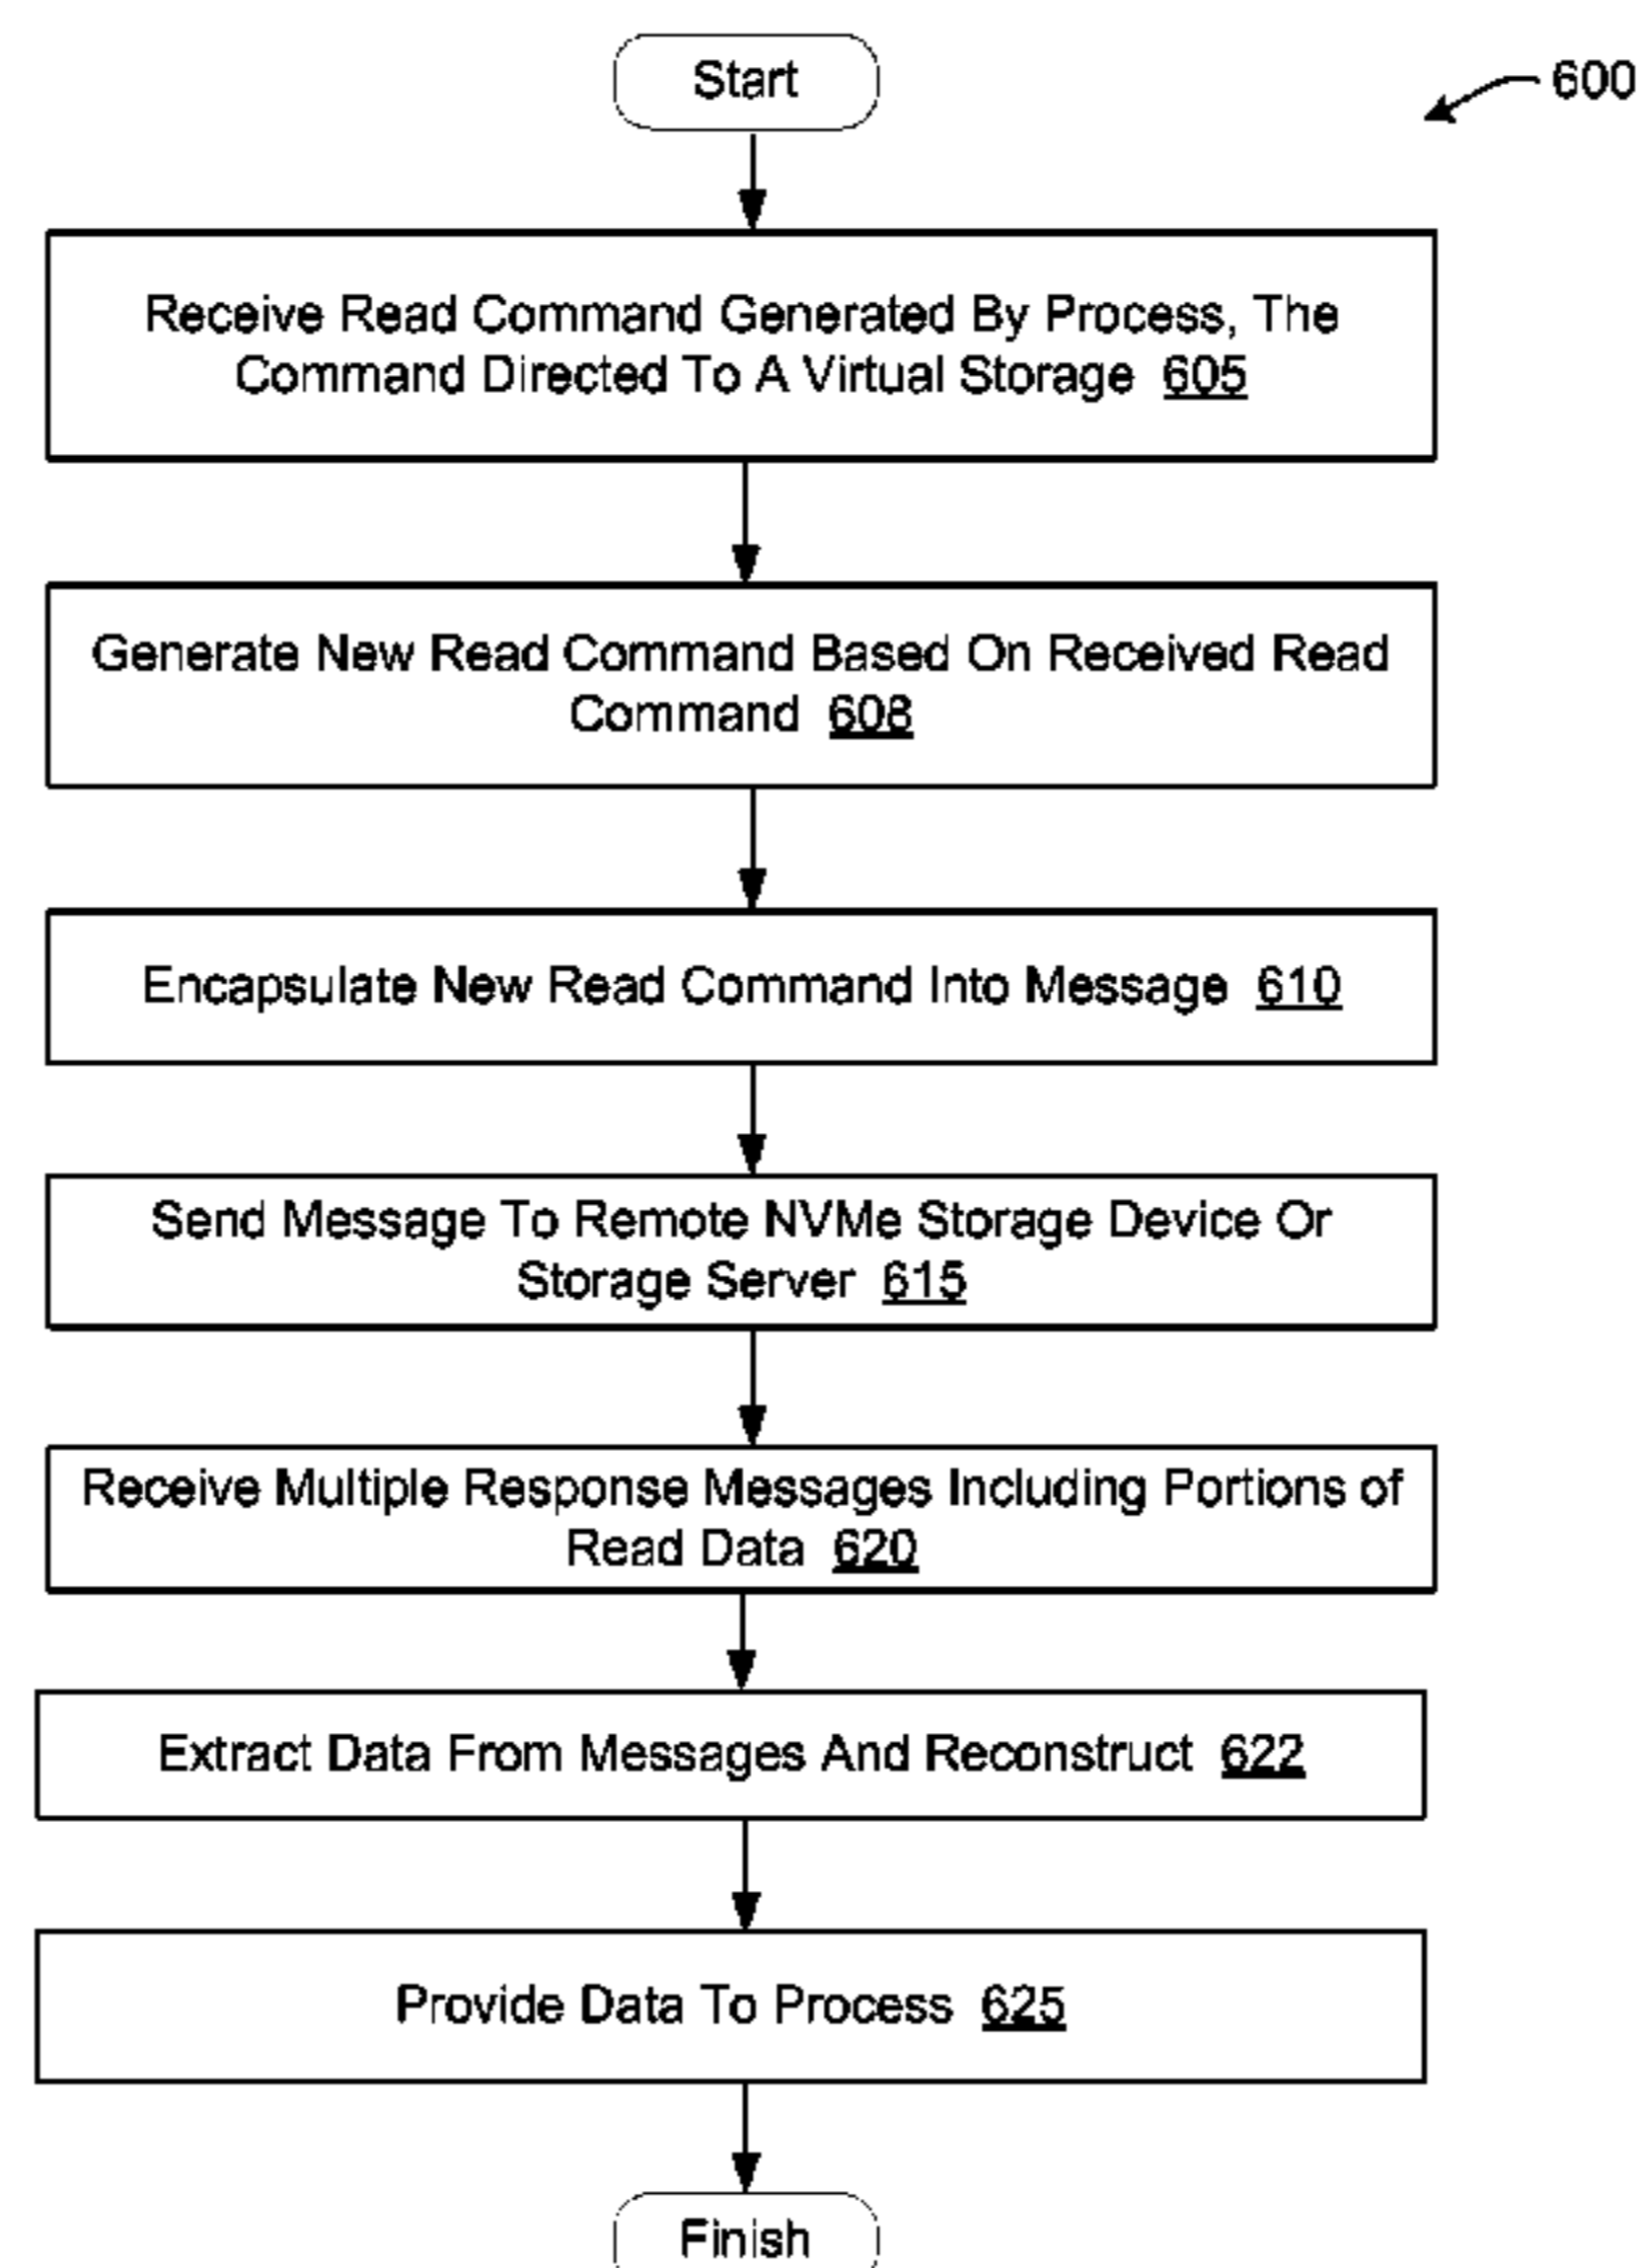 Start
600
Receive Read Command Generated By Process, The
Command Directed To A Virtual Storage 605
Generate New Read Command Based On Received Read
Command 608
Encapsulate New Read Command Into Message 610
Send Message To Remote NVMe Storage Device Or
Storage Server 615
Receive Multiple Response Messages Including Portions of
Read Data 620
Extract Data From Messages And Reconstruct 622
Provide Data To Process 625
Finish